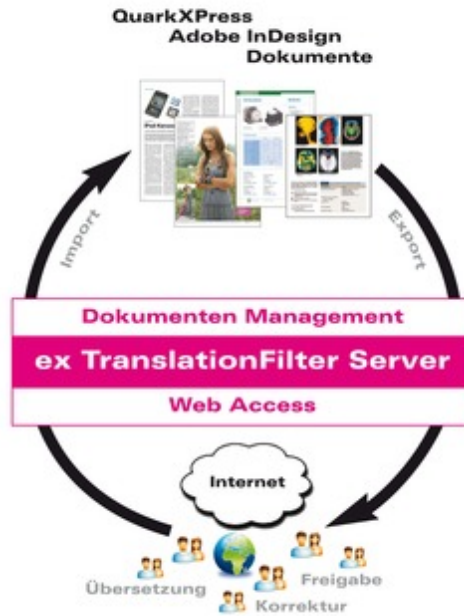 QuarkXPress
Adobe InDesign
Dokumente
Import
Export
Dokumenten Management
ex TranslationFilter Server
Web Access
Internet
Übersetzung
Freigabe
Korrektur